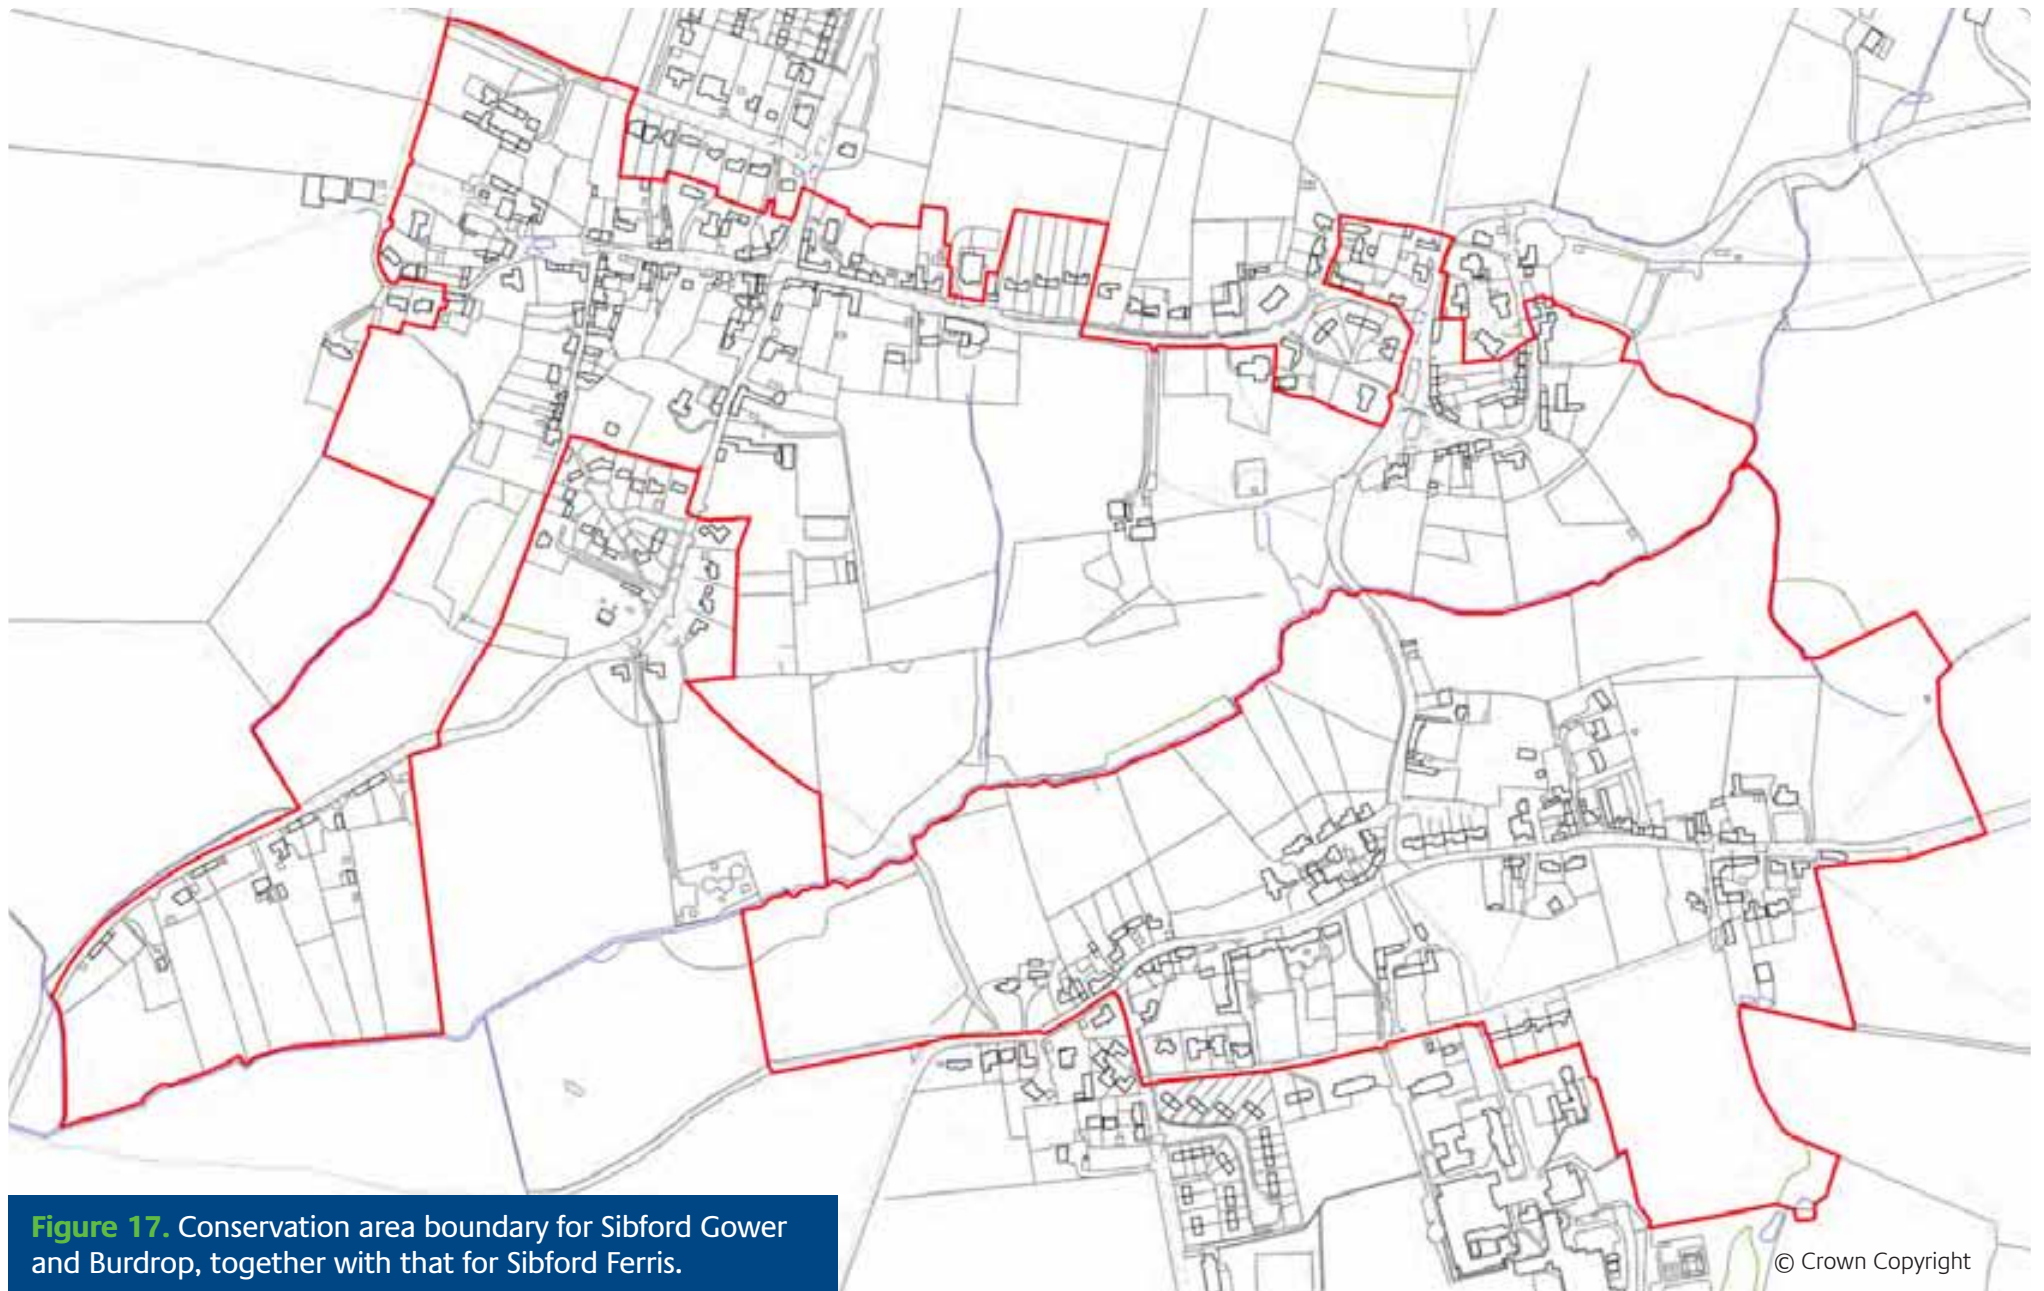 Figure 17. Conservation area boundary for Sibford Gower
and Burdrop, together with that for Sibford Ferris.
© Crown Copyright